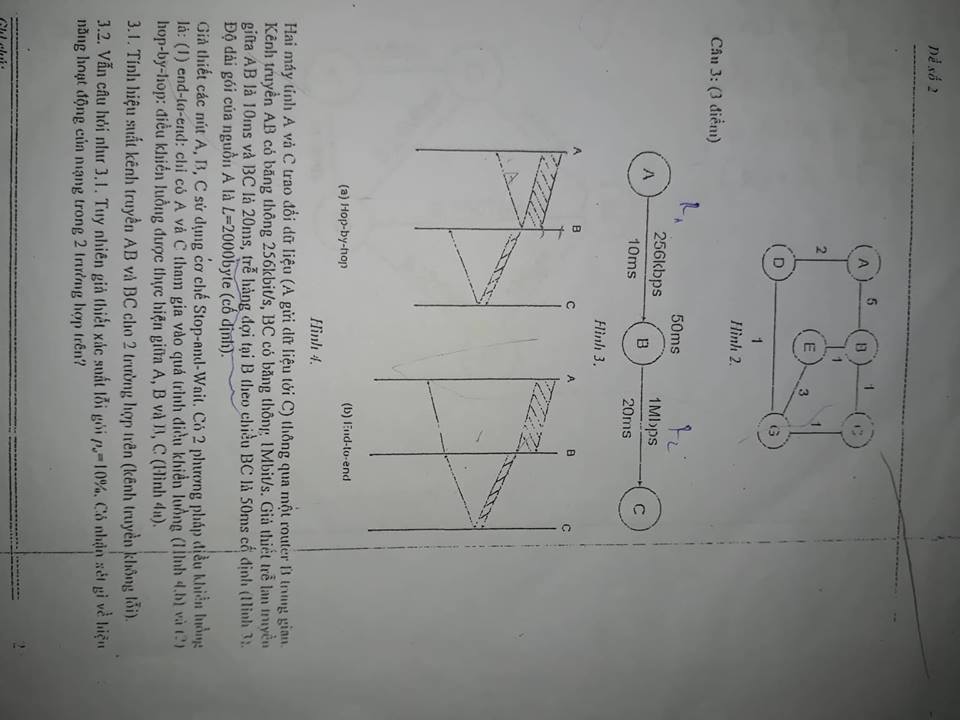 Đề số 2
A 5 B 1 C
2 1 1
E 3
D G
1
Hình 2.
Câu 3: (3 điểm)
R_A 50ms
256kbps 1Mbps
A B C
10ms 20ms
Hình 3.
A B C A B C
A
(a) Hop-by-hop (b) End-to-end
Hình 4.
Hai máy tính A và C trao đổi dữ liệu (A gửi dữ liệu tới C) thông qua một router B trung gian.
Kênh truyền AB có băng thông 256kbit/s, BC có băng thông 1Mbit/s. Giả thiết trễ lan truyền
giữa AB là 10ms và BC là 20ms, trễ hàng đợi tại B theo chiều BC là 50ms cố định (Hình 3).
Độ dài gói của nguồn A là L=2000byte (cố định).
Giả thiết các nút A, B, C sử dụng cơ chế Stop-and-Wait. Có 2 phương pháp điều khiển luồng
là: (1) end-to-end: chỉ có A và C tham gia vào quá trình điều khiển luồng (Hình 4.b) và (2)
hop-by-hop: điều khiển luồng được thực hiện giữa A, B và B, C (Hình 4a).
3.1. Tính hiệu suất kênh truyền AB và BC cho 2 trường hợp trên (kênh truyền không lỗi).
3.2. Vẫn câu hỏi như 3.1. Tuy nhiên giả thiết xác suất lỗi gói p_e=10%. Có nhận xét gì về hiệu
năng hoạt động của mạng trong 2 trường hợp trên?
2
Ghi chú: